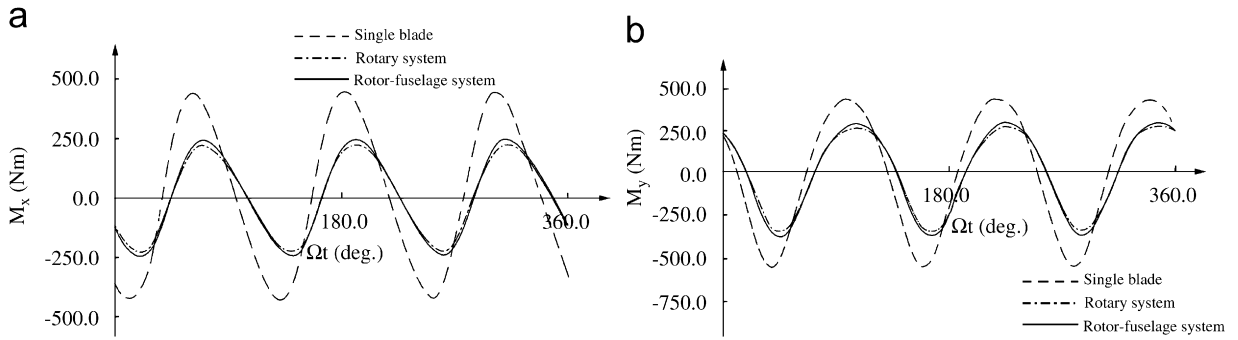 a
Single blade
Rotary system
Rotor-fuselage system
500.0
250.0
0.0
-250.0
-500.0
Mx (Nm)
180.0
360.0
Ωt (deg.)
b
500.0
250.0
0.0
-250.0
-500.0
-750.0
My (Nm)
180.0
360.0
Ωt (deg.)
Single blade
Rotary system
Rotor-fuselage system